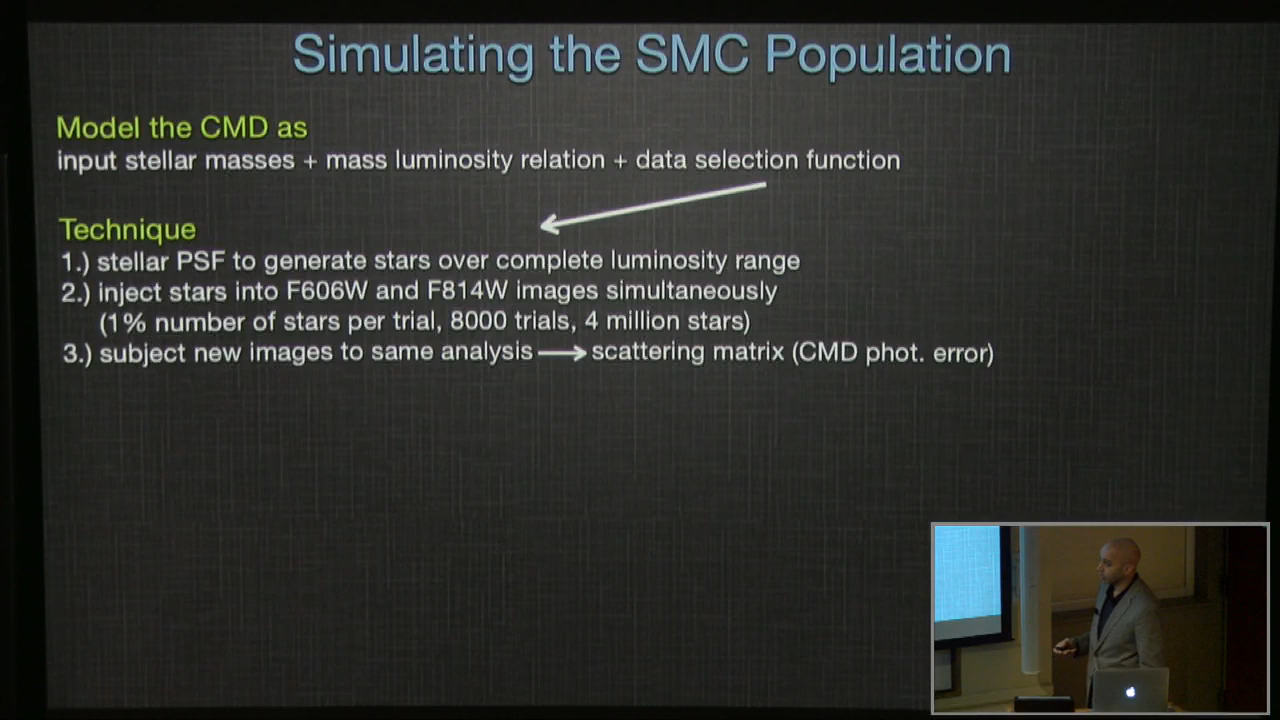 Simulating the SMC Population
Model the CMD as
input stellar masses + mass luminosity relation + data selection function
Technique
1.) stellar PSF to generate stars over complete luminosity range
2.) inject stars into F606W and F814W images simultaneously
(1% number of stars per trial, 8000 trials, 4 million stars)
3.) subject new images to same analysis ⟶ scattering matrix (CMD phot. error)